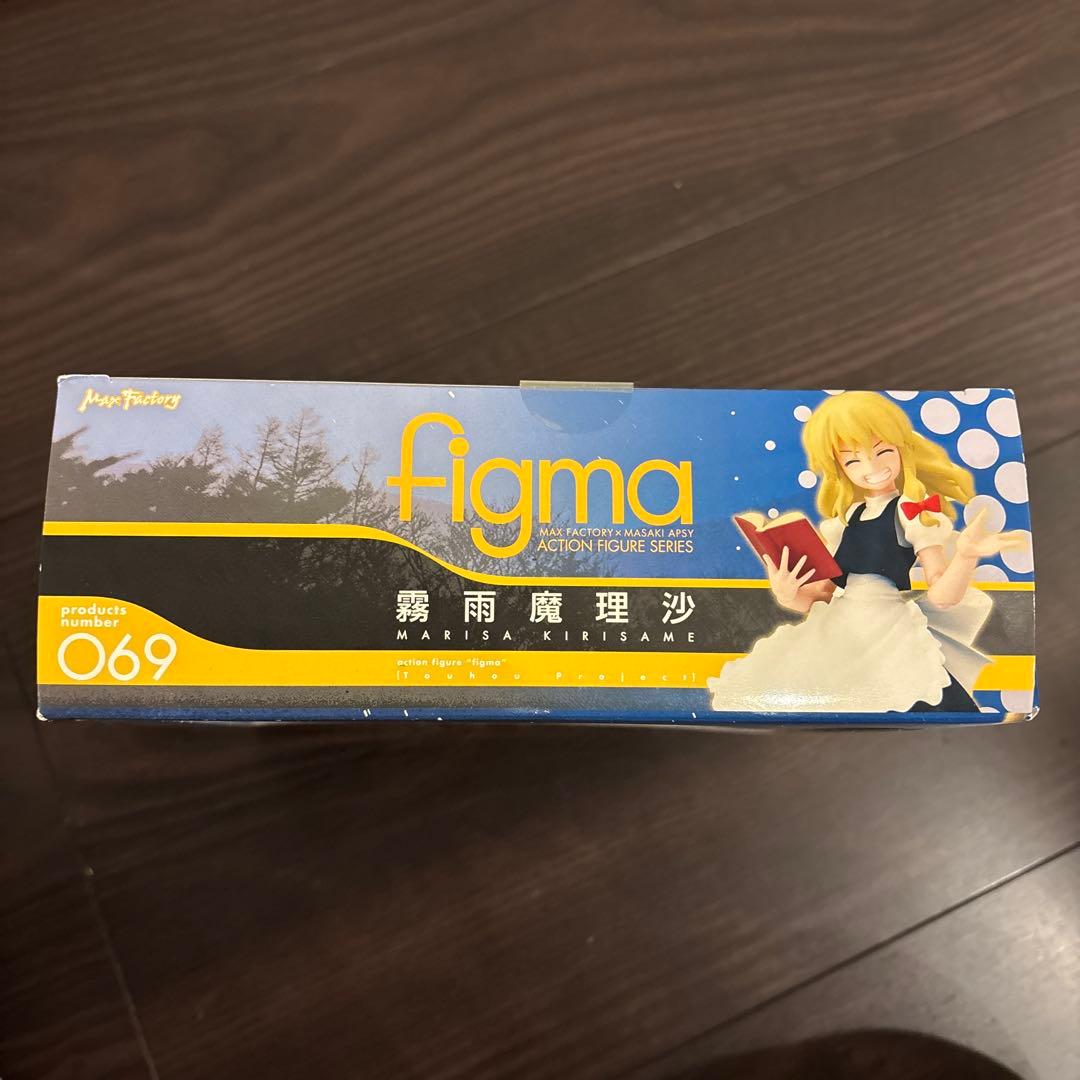 Max Factory
figma
MAX FACTORY × MASAKI APSY
ACTION FIGURE SERIES
霧雨魔理沙
MARISA KIRISAME
products
number
069
action figure "figma"
[Touhou Project]